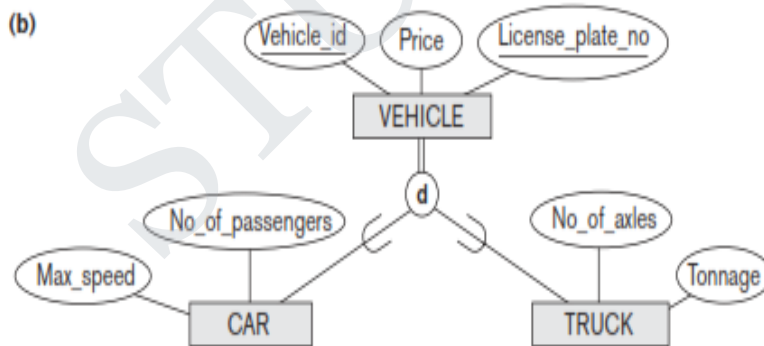 (b)
Vehicle_id
Price
License_plate_no
VEHICLE
d
No_of_passengers
No_of_axles
Max_speed
Tonnage
CAR
TRUCK